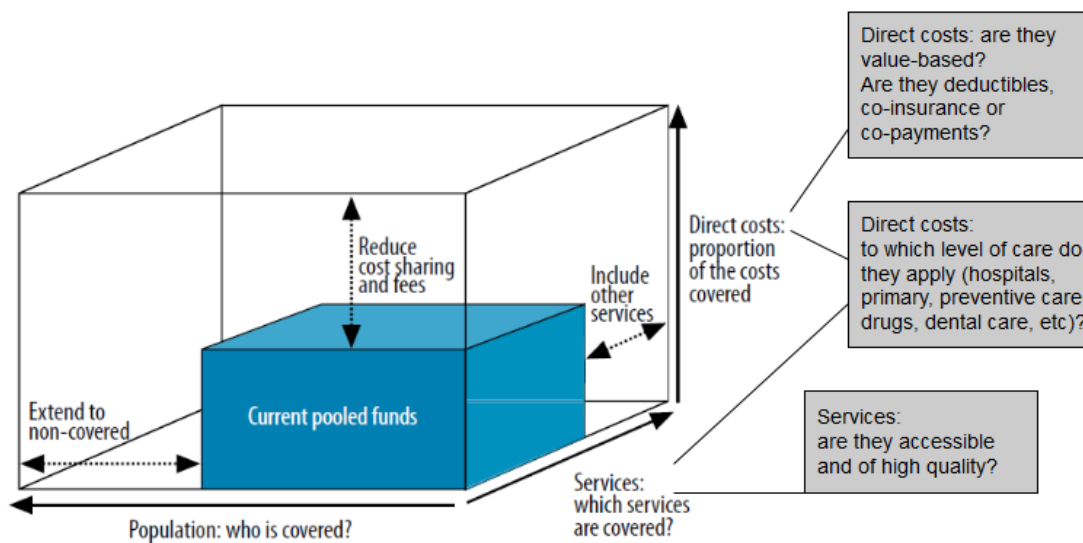 Direct costs: are they
value-based?
Are they deductibles,
co-insurance or
co-payments?
Direct costs:
to which level of care do
they apply (hospitals,
primary, preventive care
drugs, dental care, etc)?
Services:
are they accessible
and of high quality?
Direct costs:
proportion
of the costs
covered
Reduce
cost sharing
and fees
Include
other
services
Extend to
non-covered
Current pooled funds
Services:
which services
are covered?
Population: who is covered?